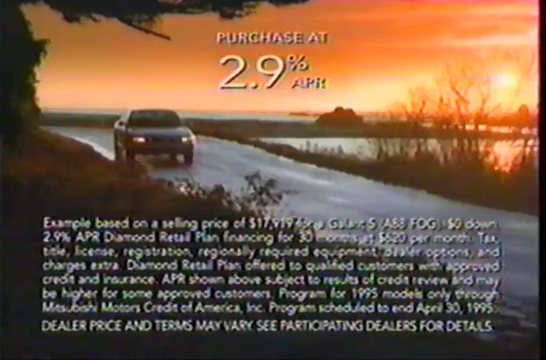 PURCHASE AT
2.9% APR
Example based on a selling price of $17,919 for a Galant S (A88 FOG). $0 down.
2.9% APR Diamond Retail Plan financing for 30 months at $620 per month. Tax,
title, license, registration, regionally required equipment, dealer options, and
charges extra. Diamond Retail Plan offered to qualified customers with approved
credit and insurance. APR shown above subject to results of credit review and may
be higher for some approved customers. Program for 1995 models only through
Mitsubishi Motors Credit of America, Inc. Program scheduled to end April 30, 1995.
DEALER PRICE AND TERMS MAY VARY. SEE PARTICIPATING DEALERS FOR DETAILS.